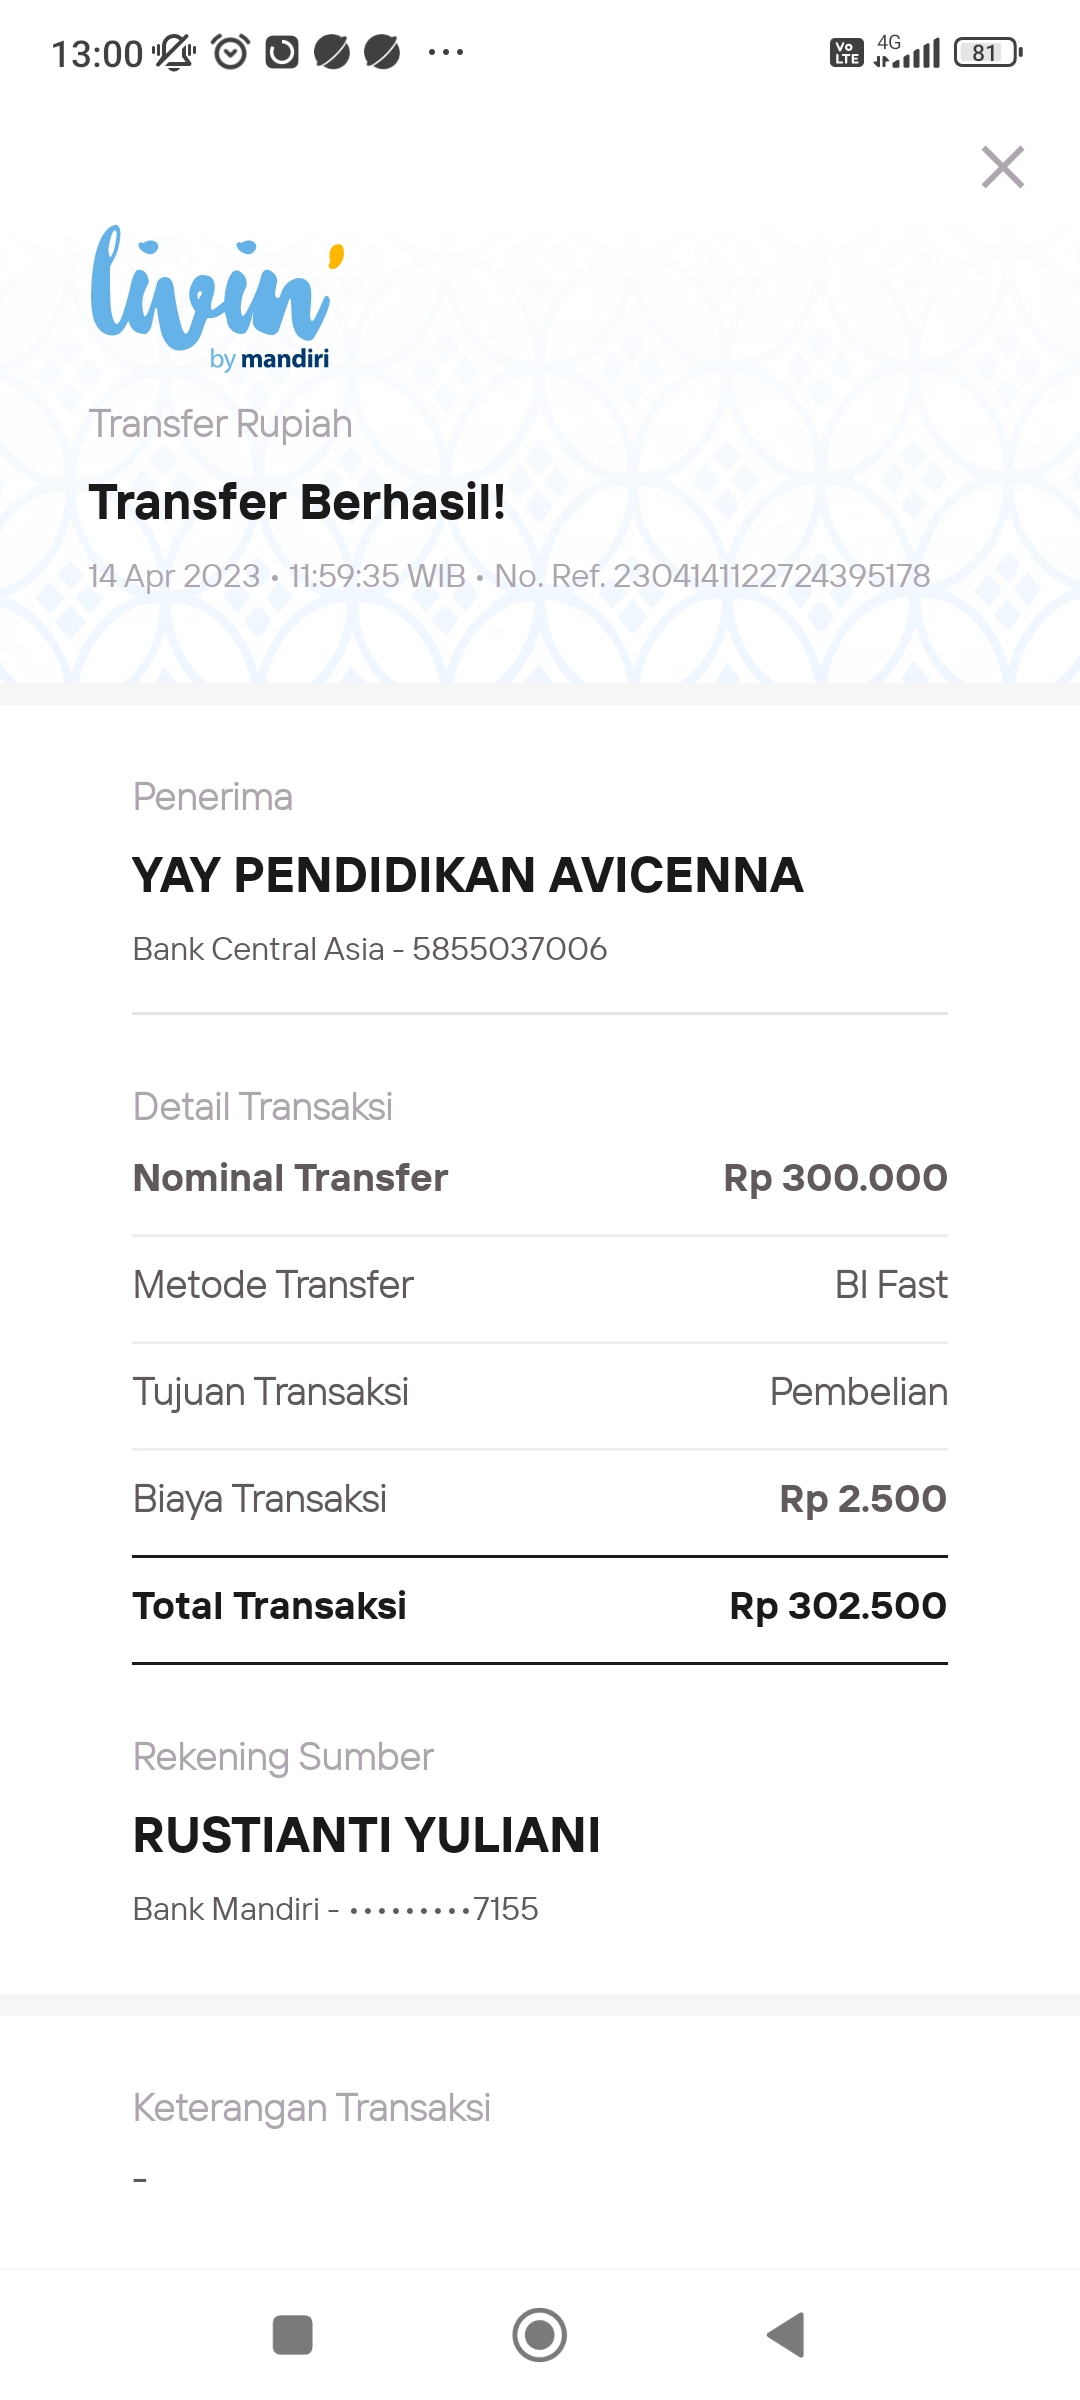 13:00
Vo LTE 4G 81
livin'
by mandiri
Transfer Rupiah
Transfer Berhasil!
14 Apr 2023 • 11:59:35 WIB • No. Ref. 2304141122724395178
Penerima
YAY PENDIDIKAN AVICENNA
Bank Central Asia - 5855037006
Detail Transaksi
Nominal Transfer Rp 300.000
Metode Transfer BI Fast
Tujuan Transaksi Pembelian
Biaya Transaksi Rp 2.500
Total Transaksi Rp 302.500
Rekening Sumber
RUSTIANTI YULIANI
Bank Mandiri - •••••••••7155
Keterangan Transaksi
-